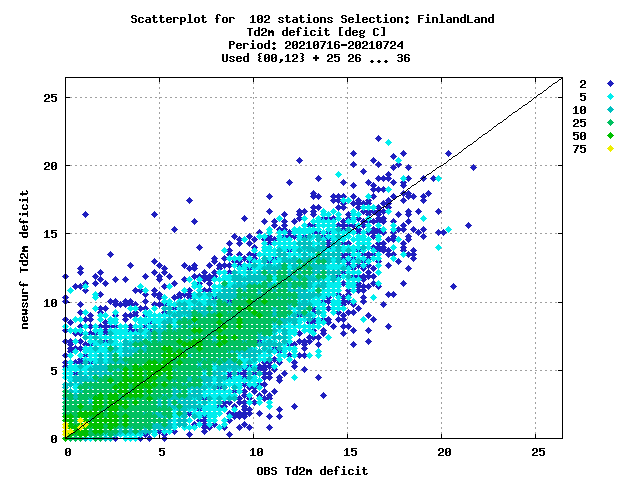 Scatterplot for  102 stations Selection: FinlandLand
Td2m deficit [deg C]
Period: 20210716-20210724
Used {00,12} + 25 26 ... 36
25
20
15
10
5
0
newsurf Td2m deficit
0 5 10 15 20 25
OBS Td2m deficit
2
5
10
25
50
75